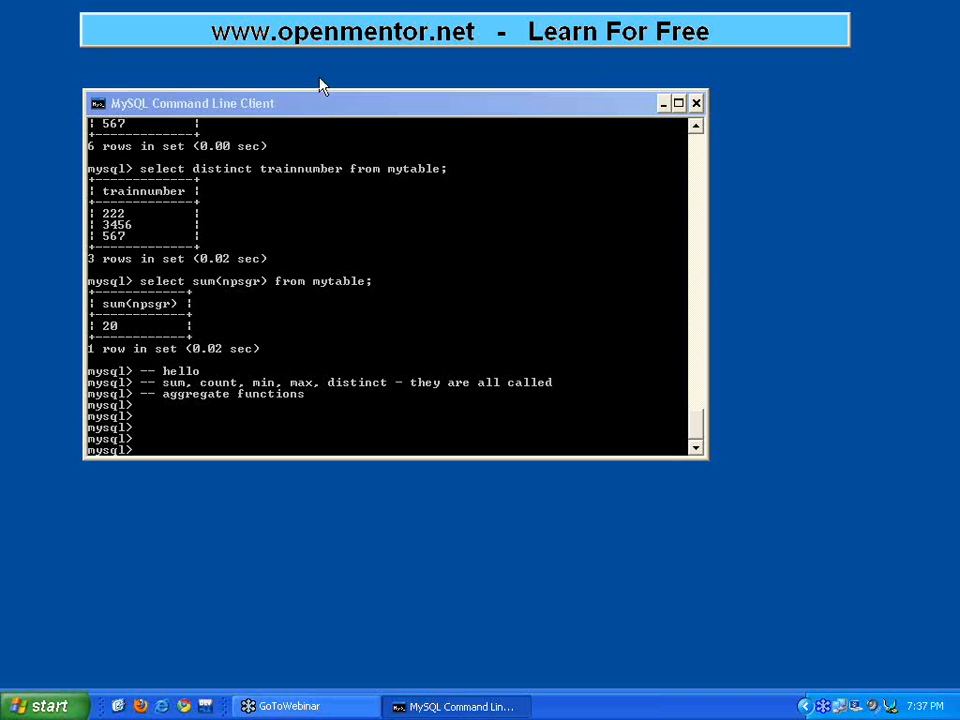 www.openmentor.net - Learn For Free
MySQL Command Line Client
| 567 |
+-------------+
6 rows in set (0.00 sec)
mysql> select distinct trainnumber from mytable;
+-------------+
| trainnumber |
+-------------+
| 222 |
| 3456 |
| 567 |
+-------------+
3 rows in set (0.02 sec)
mysql> select sum(npsgr) from mytable;
+------------+
| sum(npsgr) |
+------------+
| 20 |
+------------+
1 row in set (0.02 sec)
mysql> -- hello
mysql> -- sum, count, min, max, distinct - they are all called
mysql> -- aggregate functions
mysql>
mysql>
mysql>
mysql>
mysql>
start GoToWebinar MySQL Command Lin... 7:37 PM